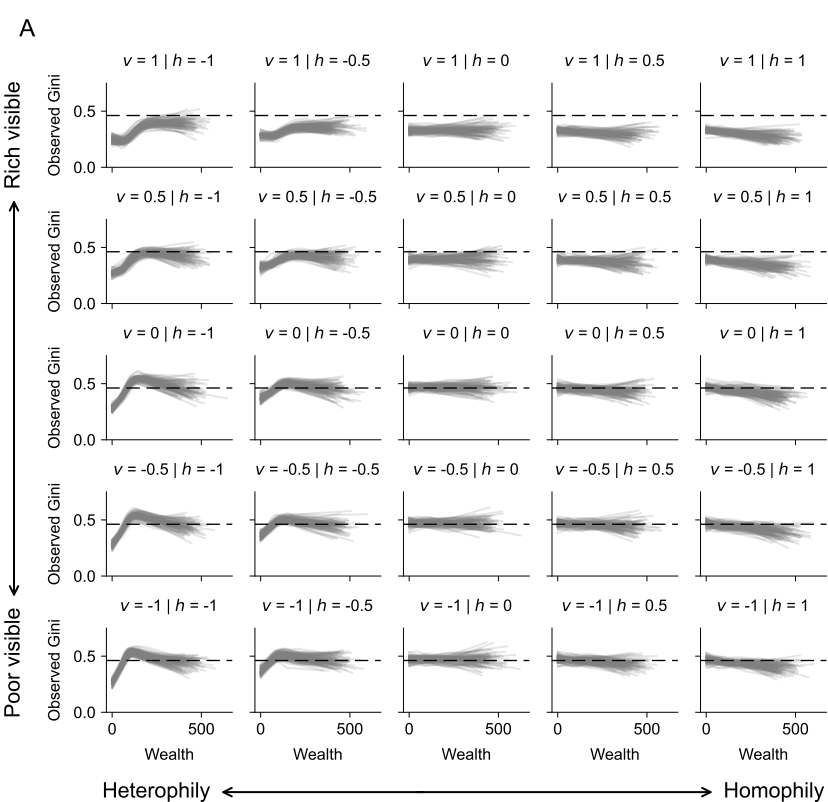 A
v = 1 | h = -1
v = 1 | h = -0.5
v = 1 | h = 0
v = 1 | h = 0.5
v = 1 | h = 1
Rich visible
Observed Gini
0.5
0.0
v = 0.5 | h = -1
v = 0.5 | h = -0.5
v = 0.5 | h = 0
v = 0.5 | h = 0.5
v = 0.5 | h = 1
Observed Gini
0.5
0.0
v = 0 | h = -1
v = 0 | h = -0.5
v = 0 | h = 0
v = 0 | h = 0.5
v = 0 | h = 1
Observed Gini
0.5
0.0
v = -0.5 | h = -1
v = -0.5 | h = -0.5
v = -0.5 | h = 0
v = -0.5 | h = 0.5
v = -0.5 | h = 1
Observed Gini
0.5
0.0
v = -1 | h = -1
v = -1 | h = -0.5
v = -1 | h = 0
v = -1 | h = 0.5
v = -1 | h = 1
Poor visible
Observed Gini
0.5
0.0
0 500 0 500 0 500 0 500 0 500
Wealth Wealth Wealth Wealth Wealth
Heterophily Homophily